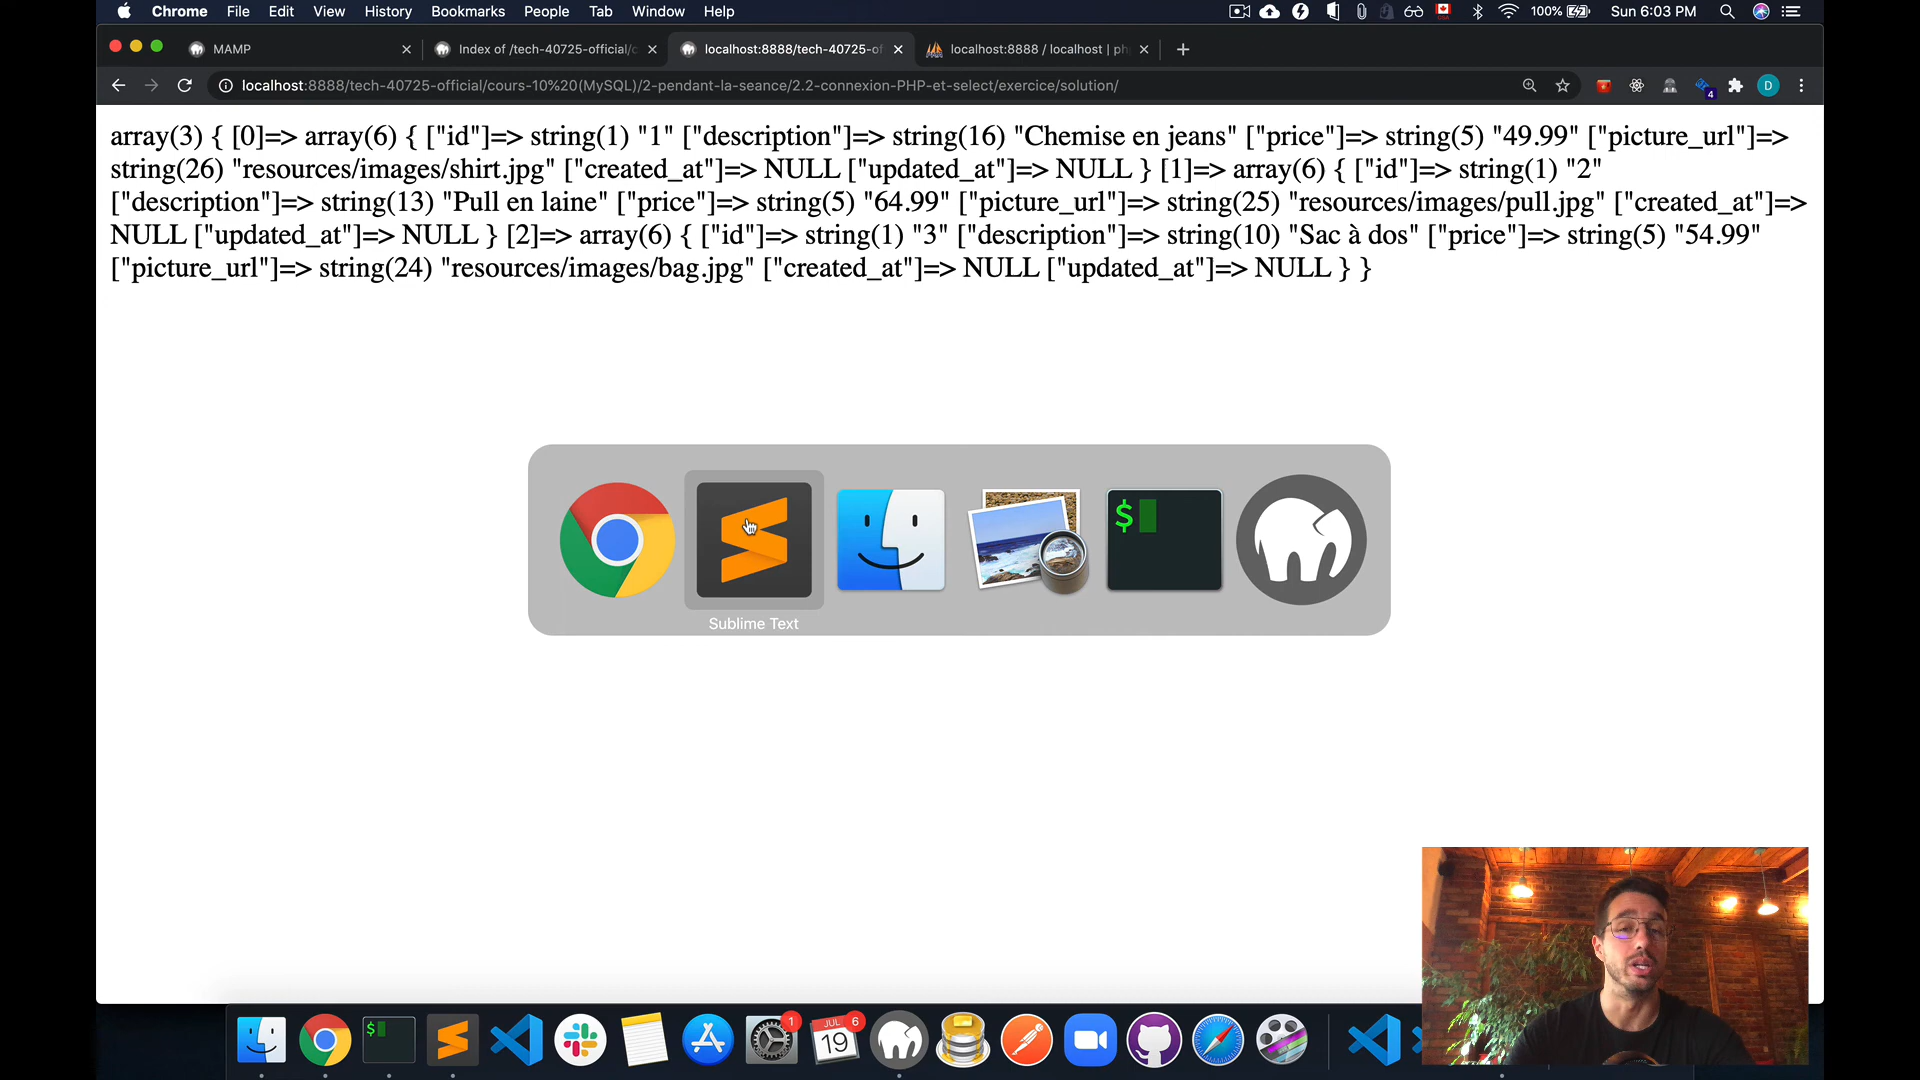 Chrome File Edit View History Bookmarks People Tab Window Help
100% Sun 6:03 PM
MAMP
Index of /tech-40725-official/c
localhost:8888/tech-40725-of
localhost:8888 / localhost | ph
localhost:8888/tech-40725-official/cours-10%20(MySQL)/2-pendant-la-seance/2.2-connexion-PHP-et-select/exercice/solution/
4
D
array(3) { [0]=> array(6) { ["id"]=> string(1) "1" ["description"]=> string(16) "Chemise en jeans" ["price"]=> string(5) "49.99" ["picture_url"]=>
string(26) "resources/images/shirt.jpg" ["created_at"]=> NULL ["updated_at"]=> NULL } [1]=> array(6) { ["id"]=> string(1) "2"
["description"]=> string(13) "Pull en laine" ["price"]=> string(5) "64.99" ["picture_url"]=> string(25) "resources/images/pull.jpg" ["created_at"]=>
NULL ["updated_at"]=> NULL } [2]=> array(6) { ["id"]=> string(1) "3" ["description"]=> string(10) "Sac à dos" ["price"]=> string(5) "54.99"
["picture_url"]=> string(24) "resources/images/bag.jpg" ["created_at"]=> NULL ["updated_at"]=> NULL } }
$
Sublime Text
$
1
JUL 6
19